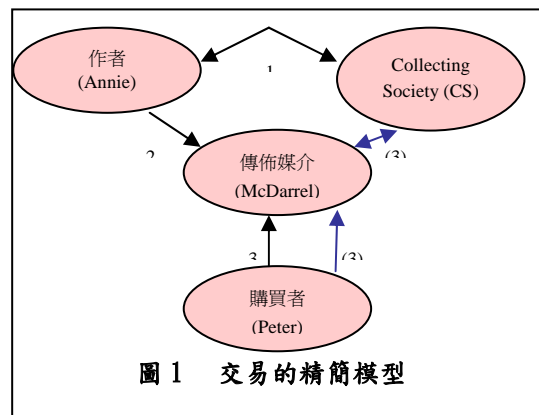 作者
(Annie)
Collecting
Society (CS)
1
2
(3)
傳佈媒介
(McDarrel)
3
(3)
購買者
(Peter)
圖 1 交易的精簡模型